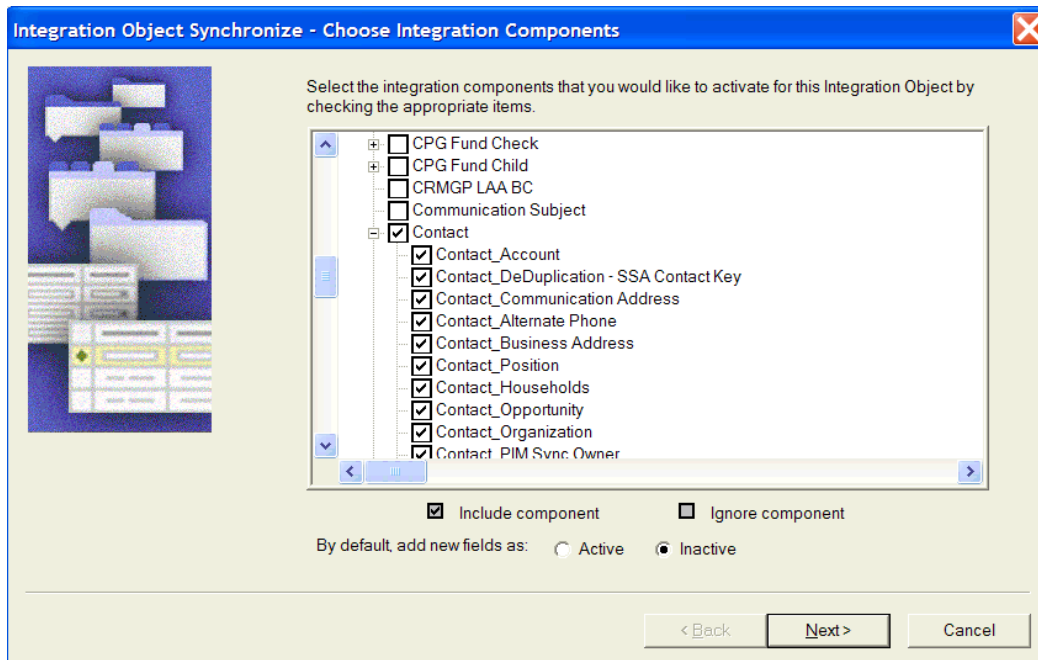 Integration Object Synchronize - Choose Integration Components
Select the integration components that you would like to activate for this Integration Object by
checking the appropriate items.
CPG Fund Check
CPG Fund Child
CRMGP LAA BC
Communication Subject
Contact
Contact_Account
Contact_DeDuplication - SSA Contact Key
Contact_Communication Address
Contact_Alternate Phone
Contact_Business Address
Contact_Position
Contact_Households
Contact_Opportunity
Contact_Organization
Contact_PIM Sync Owner
Include component Ignore component
By default, add new fields as: Active Inactive
< Back Next > Cancel